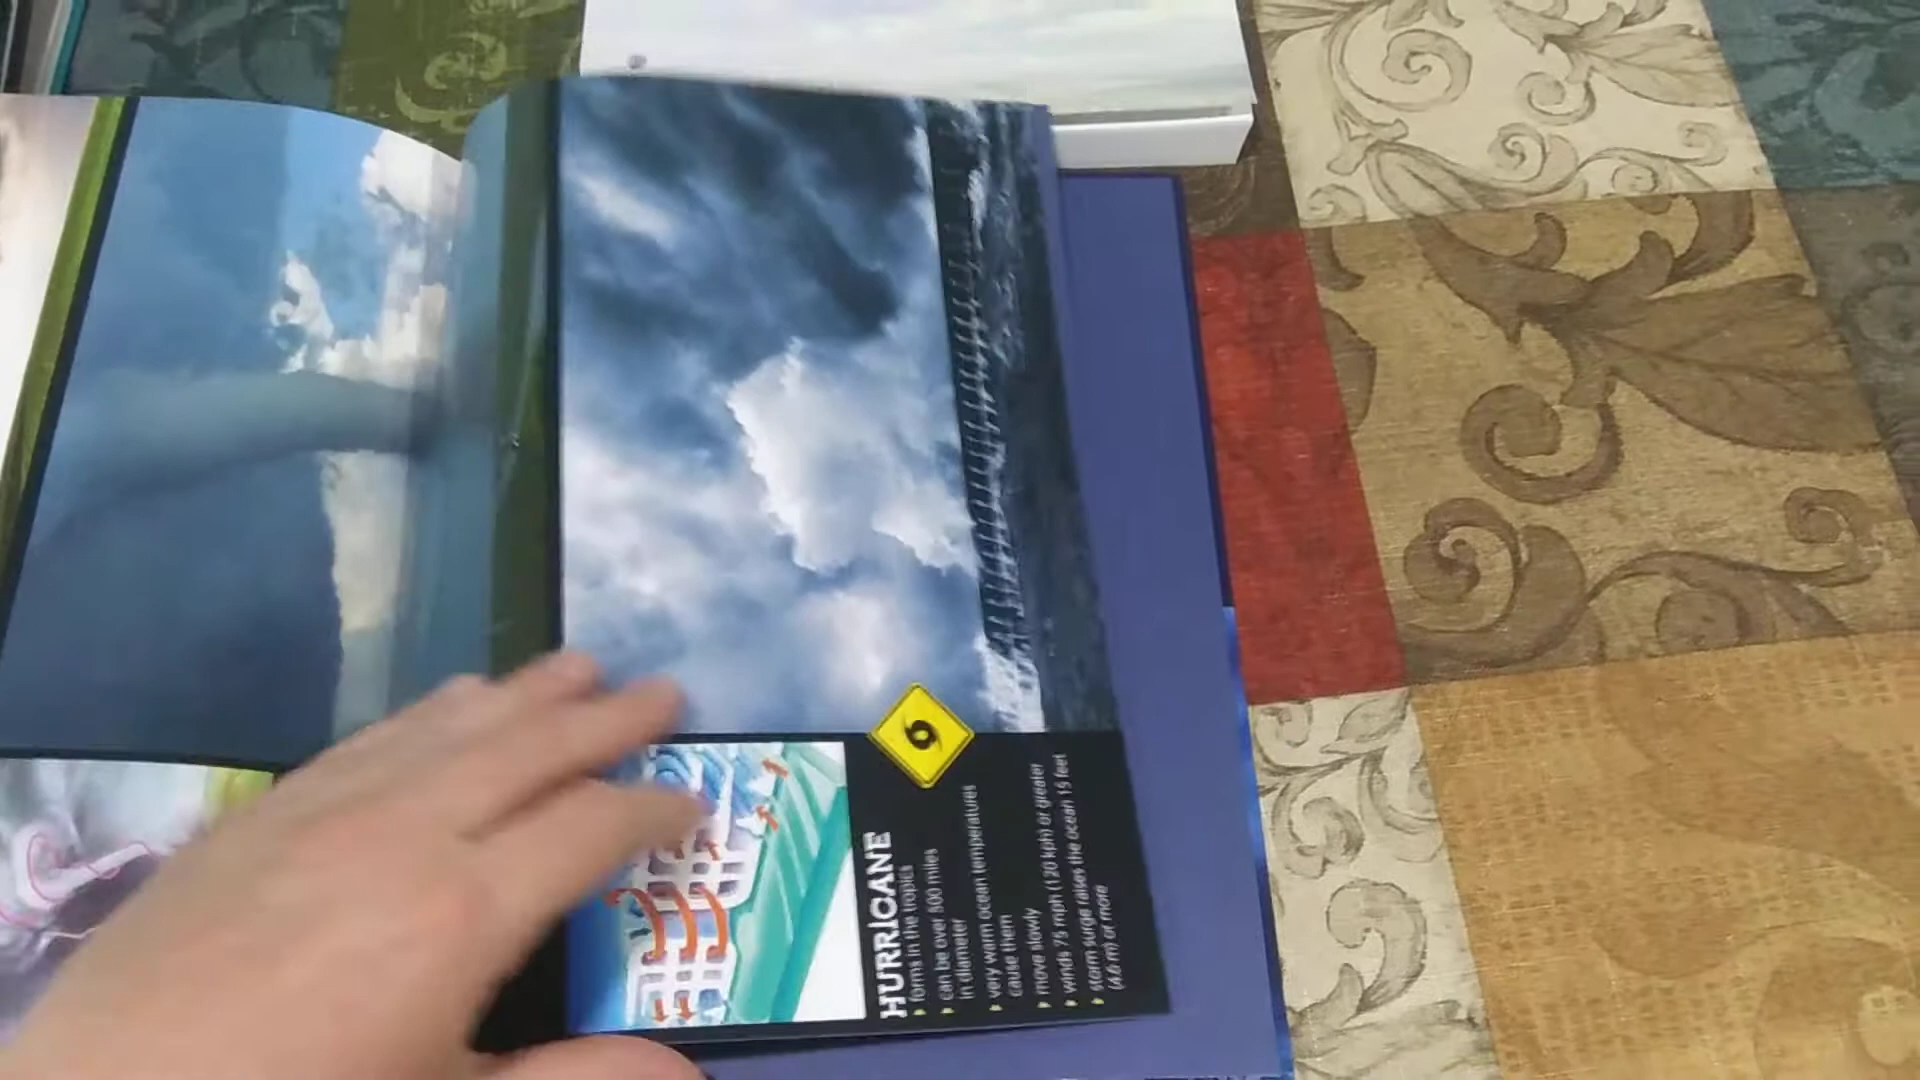 HURRICANE
forms in the tropics
can be over 500 miles
in diameter
very warm ocean temperatures
cause them
move slowly
winds 75 mph (120 kph) or greater
storm surge raises the ocean 15 feet
(4.6 m) or more